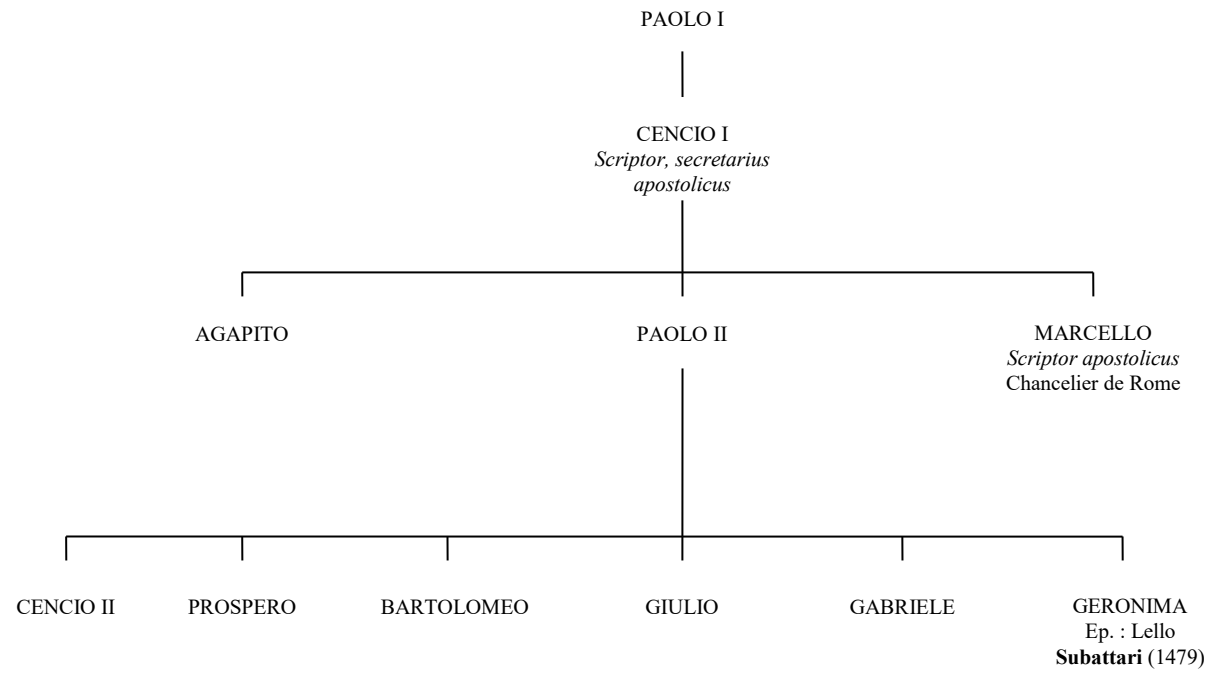 PAOLO I
CENCIO I
Scriptor, secretarius
apostolicus
AGAPITO
PAOLO II
MARCELLO
Scriptor apostolicus
Chancelier de Rome
CENCIO II
PROSPERO
BARTOLOMEO
GIULIO
GABRIELE
GERONIMA
Ep. : Lello
Subattari (1479)